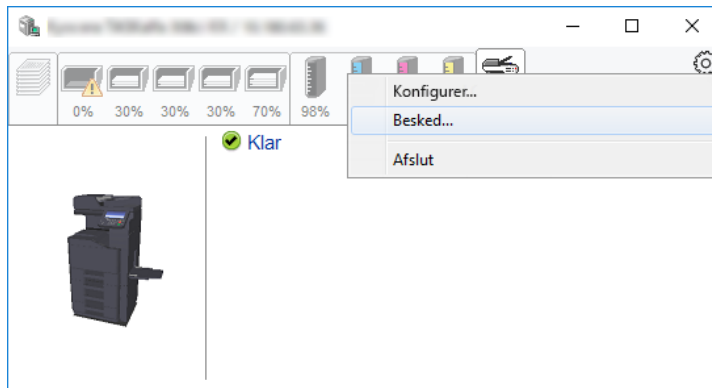 0% 30% 30% 30% 70% 98%
Konfigurer...
Besked...
Afslut
Klar